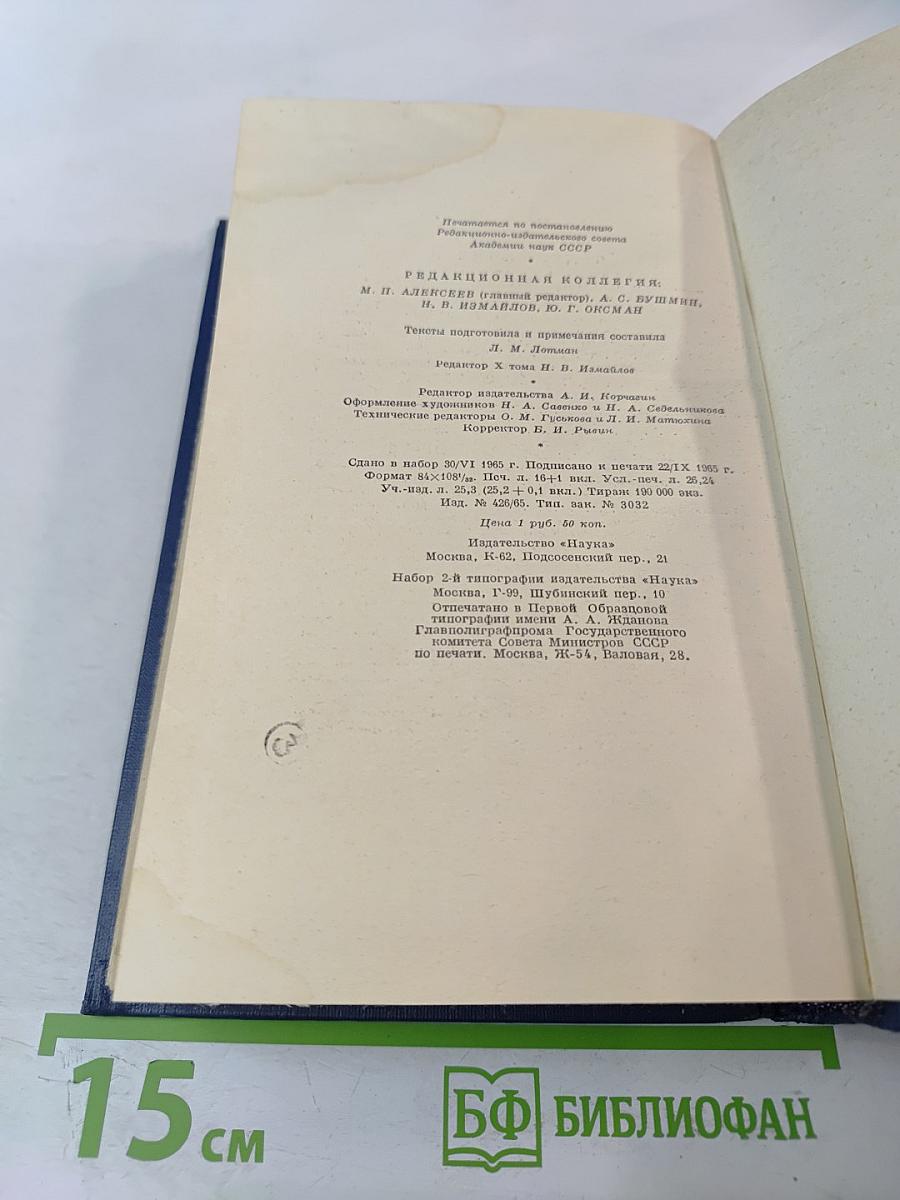 Печатается по постановлению
Редакционно-издательского совета
Академии наук СССР
*
РЕДАКЦИОННАЯ КОЛЛЕГИЯ:
М. П. АЛЕКСЕЕВ (главный редактор), А. С. БУШМИН,
Н. В. ИЗМАЙЛОВ, Ю. Г. ОКСМАН
Тексты подготовила и примечания составила
Л. М. Лотман
Редактор X тома Н. В. Измайлов
*
Редактор издательства А. И. Корчагин
Оформление художников Н. А. Савенко и Н. А. Седельникова
Технические редакторы О. М. Гуськова и Л. И. Матюхина
Корректор Б. И. Рывин
*
Сдано в набор 30/VI 1965 г. Подписано к печати 22/IX 1965 г.
Формат 84×108¹/₃₂. Печ. л. 16+1 вкл. Усл.-печ. л. 26,24
Уч.-изд. л. 25,3 (25,2 + 0,1 вкл.) Тираж 190 000 экз.
Изд. № 426/65. Тип. зак. № 3032
Цена 1 руб. 50 коп.
Издательство «Наука»
Москва, К-62, Подсосенский пер., 21
Набор 2-й типографии издательства «Наука»
Москва, Г-99, Шубинский пер., 10
Отпечатано в Первой Образцовой
типографии имени А. А. Жданова
Главполиграфпрома Государственного
комитета Совета Министров СССР
по печати. Москва, Ж-54, Валовая, 28.
15 см
БФ БИБЛИОФАН